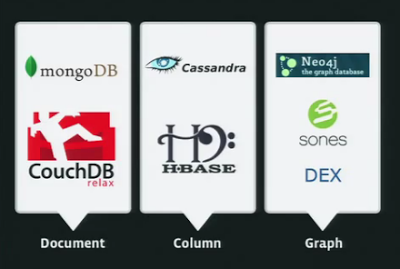 mongoDB
CouchDB
relax
Document
Cassandra
HBASE
Column
Neo4j
the graph database
sones
DEX
Graph